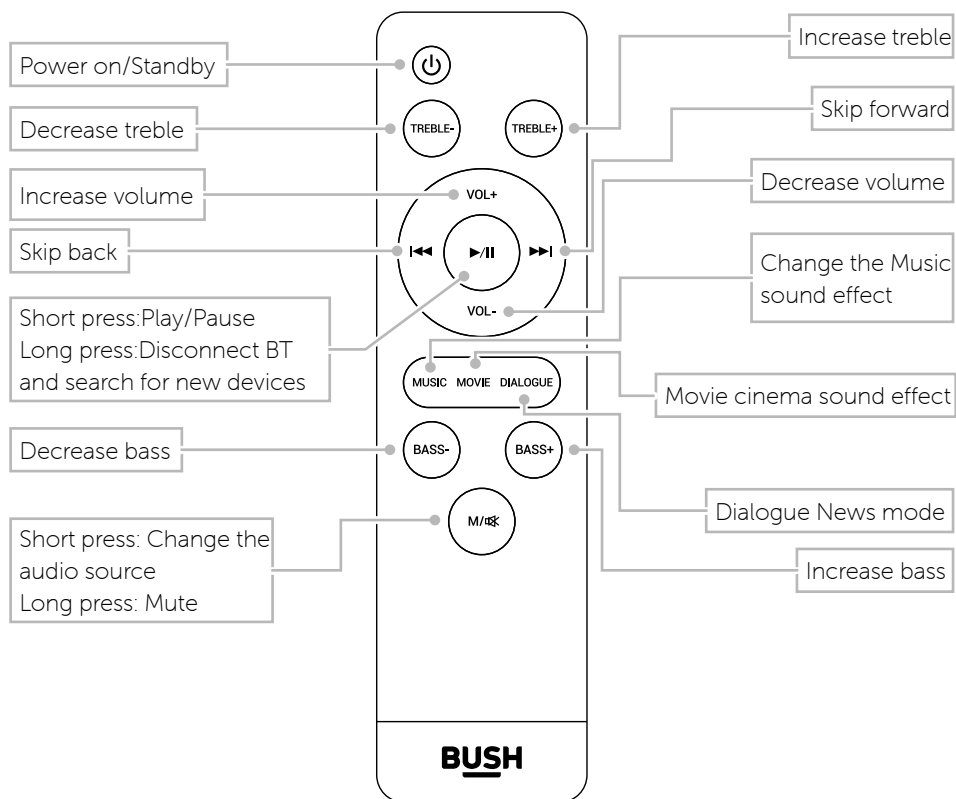 Power on/Standby
Decrease treble
Increase volume
Skip back
Short press:Play/Pause
Long press:Disconnect BT
and search for new devices
Decrease bass
Short press: Change the
audio source
Long press: Mute
TREBLE-
TREBLE+
VOL+
VOL-
MUSIC MOVIE DIALOGUE
BASS-
BASS+
M/
BUSH
Increase treble
Skip forward
Decrease volume
Change the Music
sound effect
Movie cinema sound effect
Dialogue News mode
Increase bass